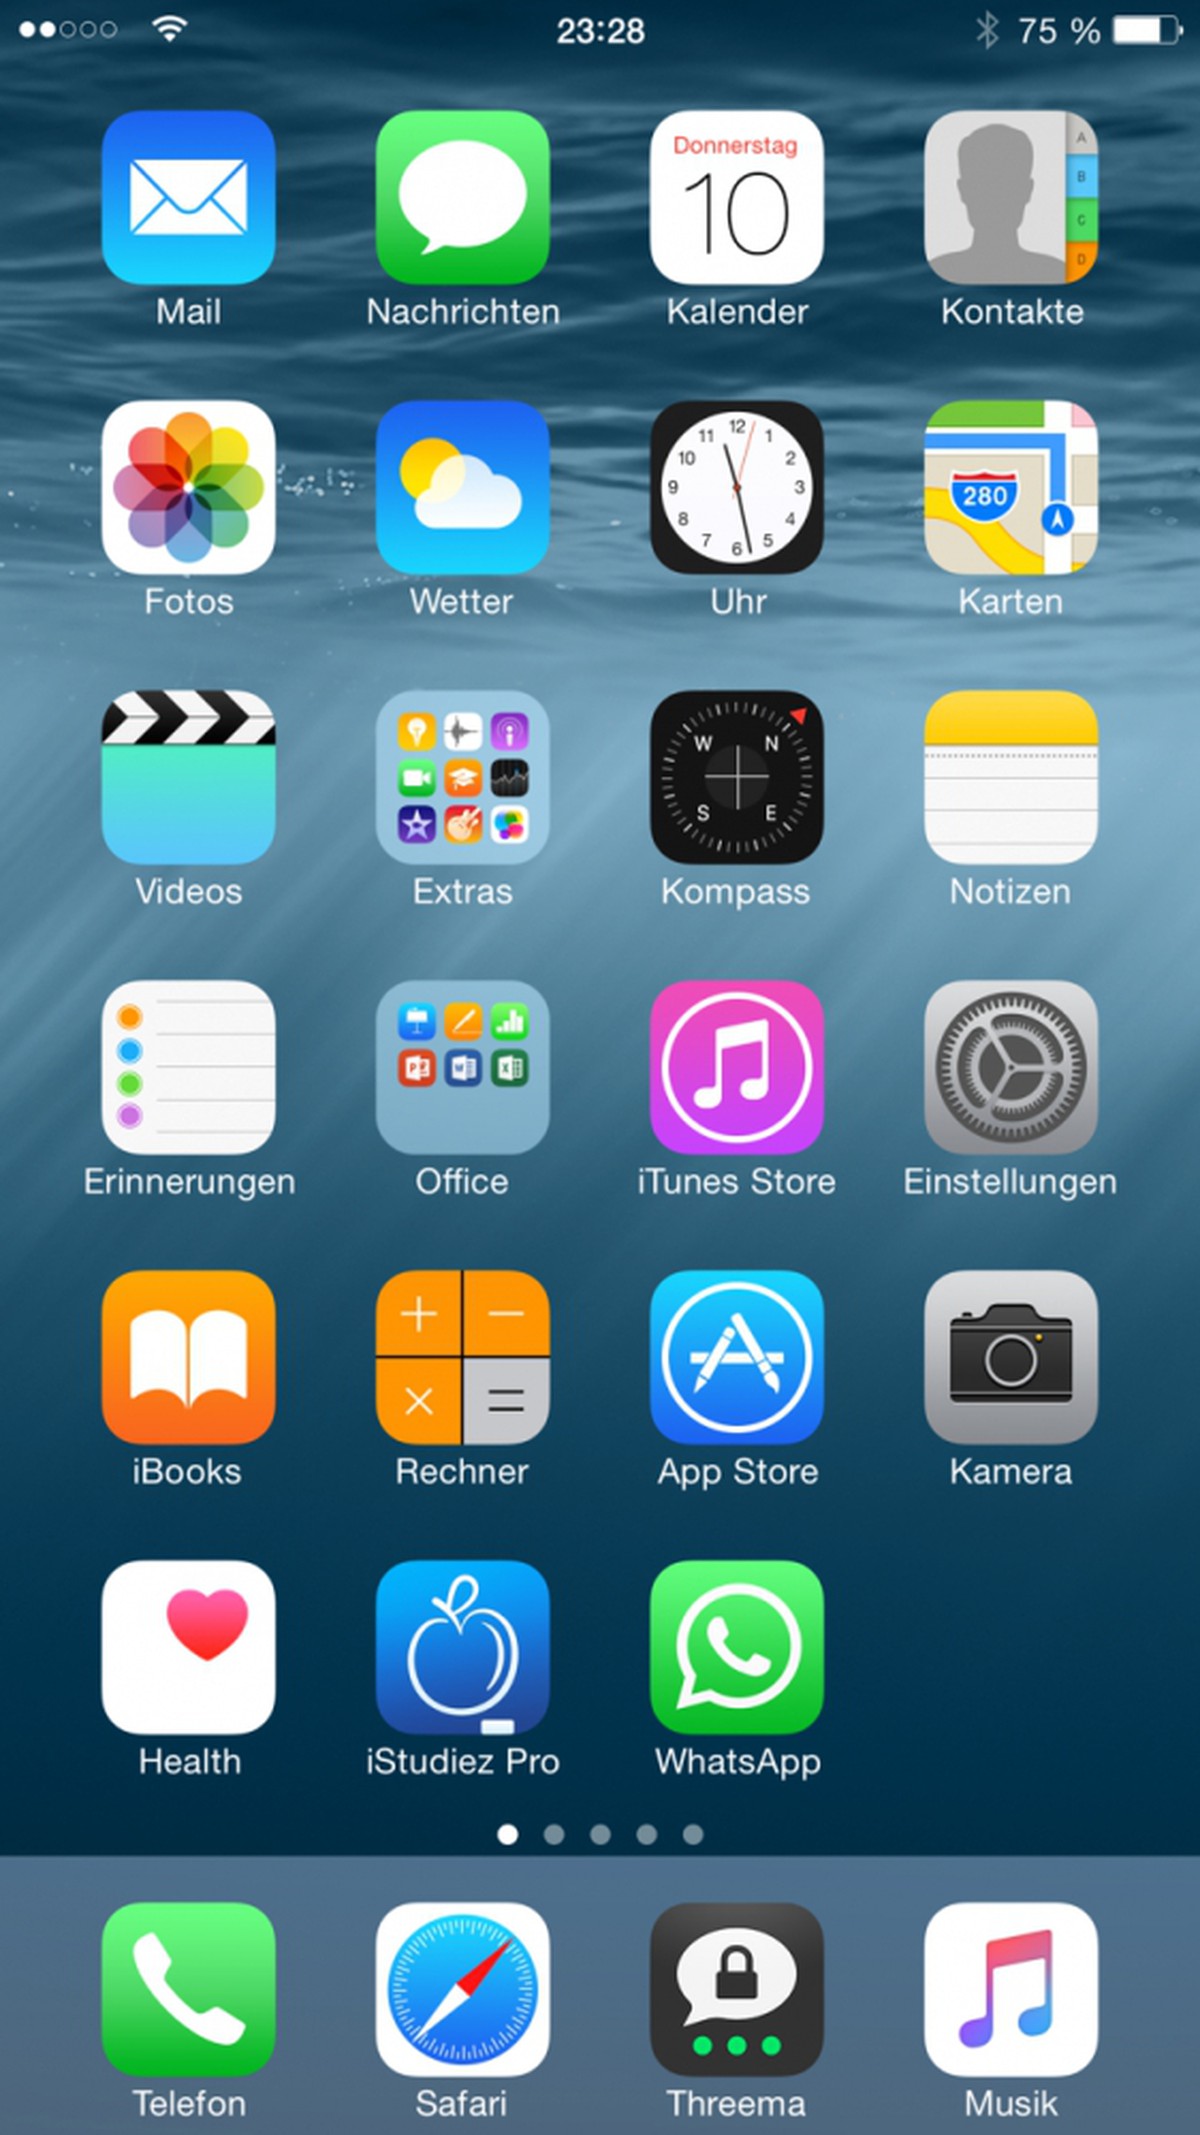 23:28 75 %
Donnerstag
10
A
B
C
D
Mail Nachrichten Kalender Kontakte
12
11 1
10 2
9 3
8 4
7 5
6
280
Fotos Wetter Uhr Karten
W N
S E
Videos Extras Kompass Notizen
P W X
Erinnerungen Office iTunes Store Einstellungen
+ −
× =
iBooks Rechner App Store Kamera
Health iStudiez Pro WhatsApp
Telefon Safari Threema Musik